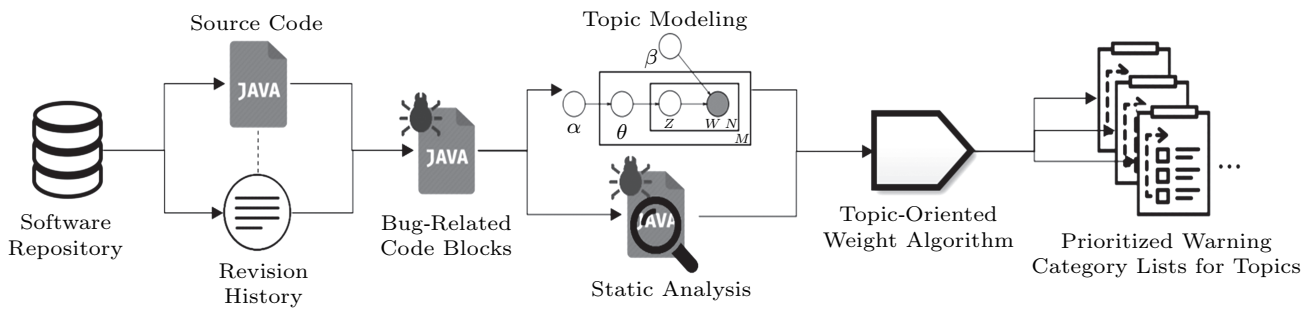 Source Code
JAVA
Software
Repository
Revision
History
JAVA
Bug-Related
Code Blocks
Topic Modeling
β
α
θ
Z
W
N
M
JAVA
Static Analysis
Topic-Oriented
Weight Algorithm
...
Prioritized Warning
Category Lists for Topics